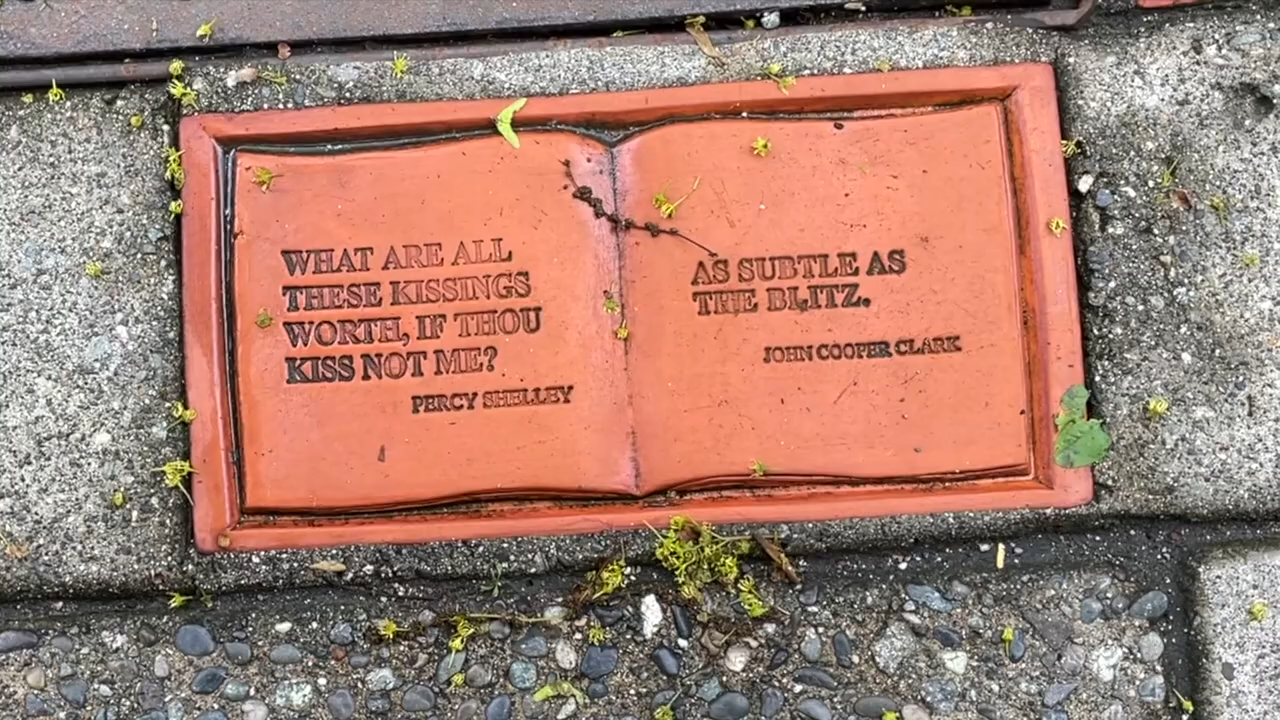 WHAT ARE ALL
THESE KISSINGS
WORTH, IF THOU
KISS NOT ME?
PERCY SHELLEY
AS SUBTLE AS
THE BLITZ.
JOHN COOPER CLARK